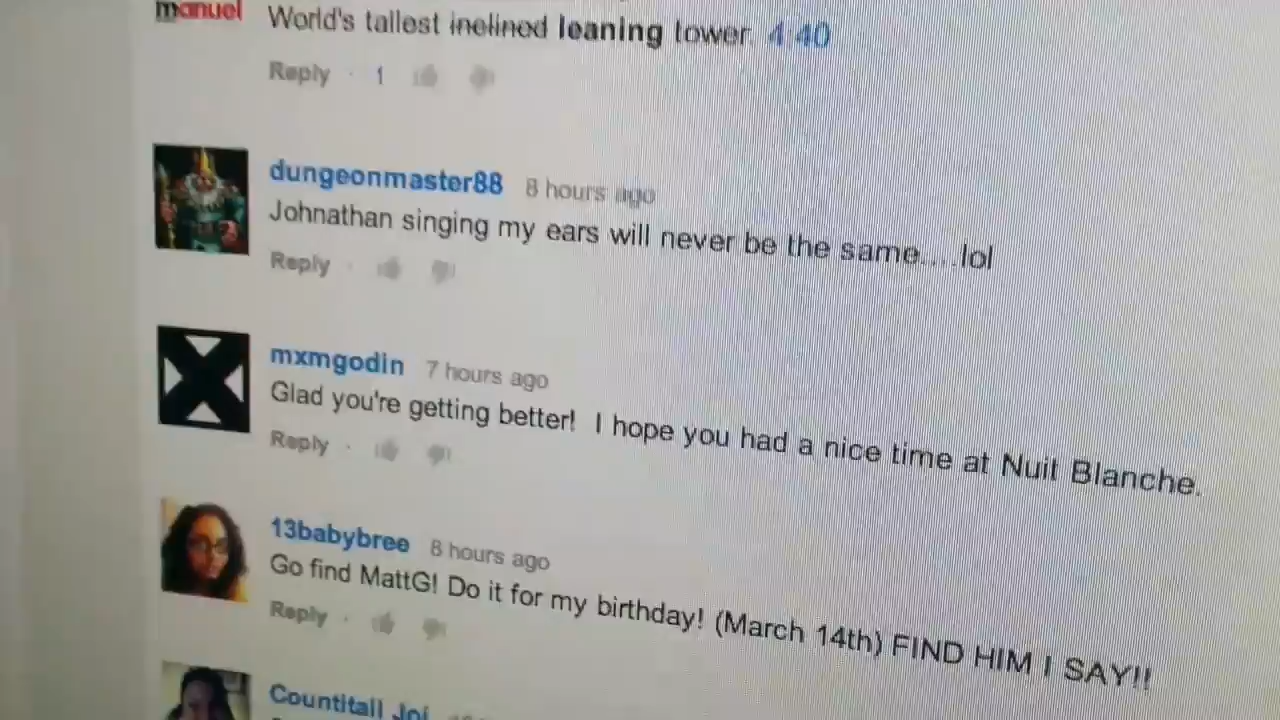 manuel
World's tallest inclined leaning tower. 4:40
Reply · 1
dungeonmaster88 8 hours ago
Johnathan singing my ears will never be the same....lol
Reply ·
mxmgodin 7 hours ago
Glad you're getting better! I hope you had a nice time at Nuit Blanche.
Reply ·
13babybree 8 hours ago
Go find MattG! Do it for my birthday! (March 14th) FIND HIM I SAY!!
Reply ·
Countitall Joi